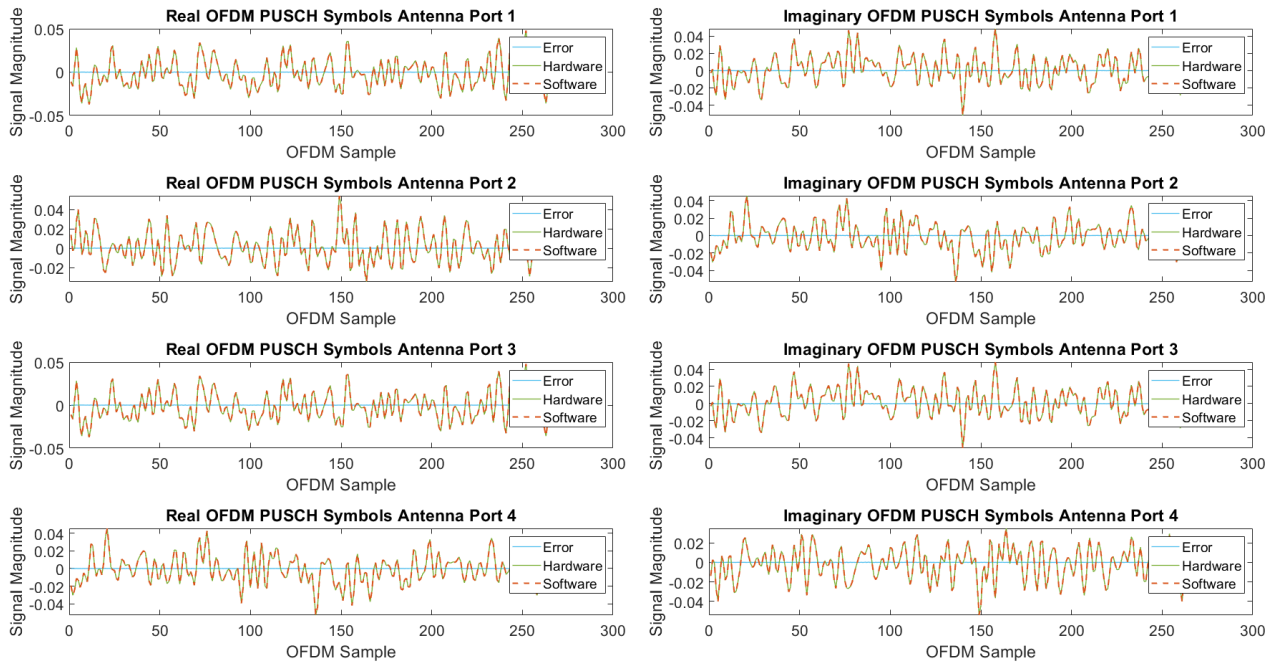 Real OFDM PUSCH Symbols Antenna Port 1
Signal Magnitude
0.05
0
-0.05
0 50 100 150 200 250 300
OFDM Sample
Error
Hardware
Software
Imaginary OFDM PUSCH Symbols Antenna Port 1
Signal Magnitude
0.04
0.02
0
-0.02
-0.04
0 50 100 150 200 250 300
OFDM Sample
Error
Hardware
Software
Real OFDM PUSCH Symbols Antenna Port 2
Signal Magnitude
0.04
0.02
0
-0.02
0 50 100 150 200 250 300
OFDM Sample
Error
Hardware
Software
Imaginary OFDM PUSCH Symbols Antenna Port 2
Signal Magnitude
0.04
0.02
0
-0.02
-0.04
0 50 100 150 200 250 300
OFDM Sample
Error
Hardware
Software
Real OFDM PUSCH Symbols Antenna Port 3
Signal Magnitude
0.05
0
-0.05
0 50 100 150 200 250 300
OFDM Sample
Error
Hardware
Software
Imaginary OFDM PUSCH Symbols Antenna Port 3
Signal Magnitude
0.04
0.02
0
-0.02
-0.04
0 50 100 150 200 250 300
OFDM Sample
Error
Hardware
Software
Real OFDM PUSCH Symbols Antenna Port 4
Signal Magnitude
0.04
0.02
0
-0.02
-0.04
0 50 100 150 200 250 300
OFDM Sample
Error
Hardware
Software
Imaginary OFDM PUSCH Symbols Antenna Port 4
Signal Magnitude
0.02
0
-0.02
-0.04
0 50 100 150 200 250 300
OFDM Sample
Error
Hardware
Software